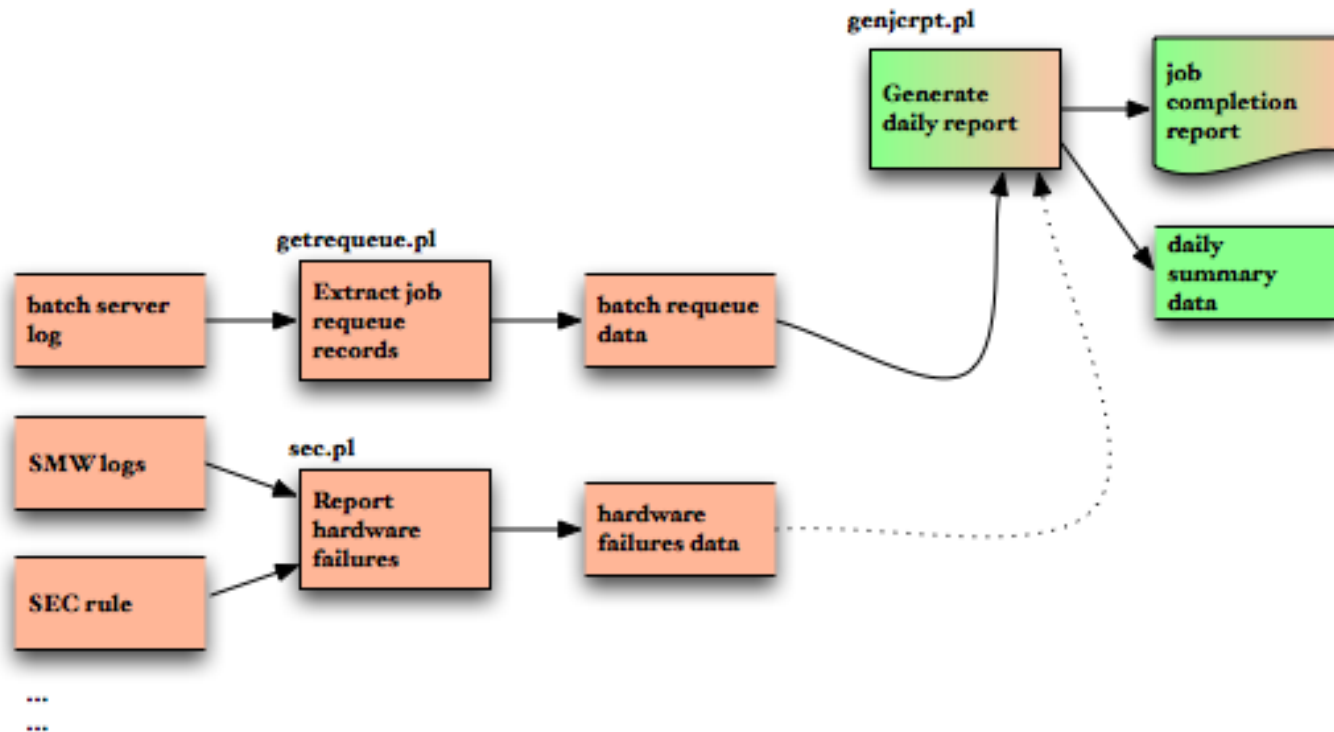 genjcrpt.pl
Generate
daily report
job
completion
report
daily
summary
data
getrequeue.pl
batch server
log
Extract job
requeue
records
batch requeue
data
SMW logs
sec.pl
Report
hardware
failures
hardware
failures data
SEC rule
...
...